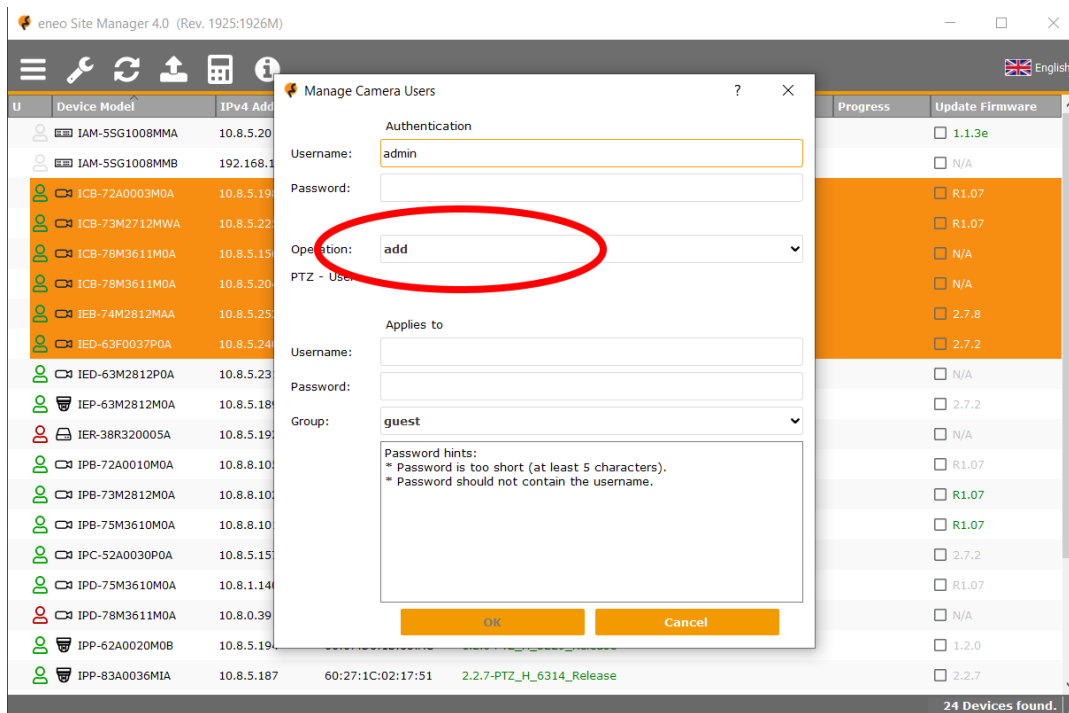 eneo Site Manager 4.0 (Rev. 1925:1926M)
English
Manage Camera Users ? 
U Device Model IPv4 Add Progress Update Firmware
Authentication
Username: admin
Password:
Operation: add
PTZ - User
Applies to
Username:
Password:
Group: guest
Password hints:
* Password is too short (at least 5 characters).
* Password should not contain the username.
OK Cancel
IAM-5SG1008MMA 10.8.5.20 1.1.3e
IAM-5SG1008MMB 192.168.1 N/A
ICB-72A0003M0A 10.8.5.198 R1.07
ICB-73M2712MWA 10.8.5.22 R1.07
ICB-78M3611M0A 10.8.5.15 N/A
ICB-78M3611M0A 10.8.5.20 N/A
IEB-74M2812MAA 10.8.5.25 2.7.8
IED-63F0037P0A 10.8.5.24 2.7.2
IED-63M2812P0A 10.8.5.23 N/A
IEP-63M2812M0A 10.8.5.189 2.7.2
IER-38R320005A 10.8.5.19 N/A
IPB-72A0010M0A 10.8.8.10 R1.07
IPB-73M2812M0A 10.8.8.10 R1.07
IPB-75M3610M0A 10.8.8.10 R1.07
IPC-52A0030P0A 10.8.5.15 2.7.2
IPD-75M3610M0A 10.8.1.140 R1.07
IPD-78M3611M0A 10.8.0.39 N/A
IPP-62A0020M0B 10.8.5.194 1.2.0
IPP-83A0036MIA 10.8.5.187 60:27:1C:02:17:51 2.2.7-PTZ_H_6314_Release 2.2.7
24 Devices found.